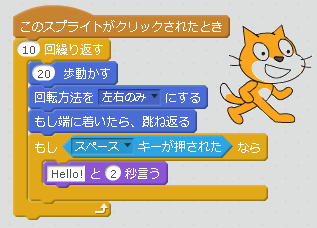 このスプライトがクリックされたとき
10 回繰り返す
20 歩動かす
回転方法を 左右のみ にする
もし端に着いたら、跳ね返る
もし スペース キーが押された なら
Hello! と 2 秒言う